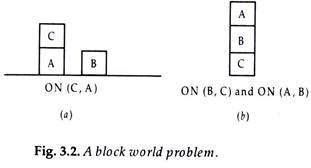 C
A
B
ON (C, A)
(a)
A
B
C
ON (B, C) and ON (A, B)
(b)
Fig. 3.2. A block world problem.